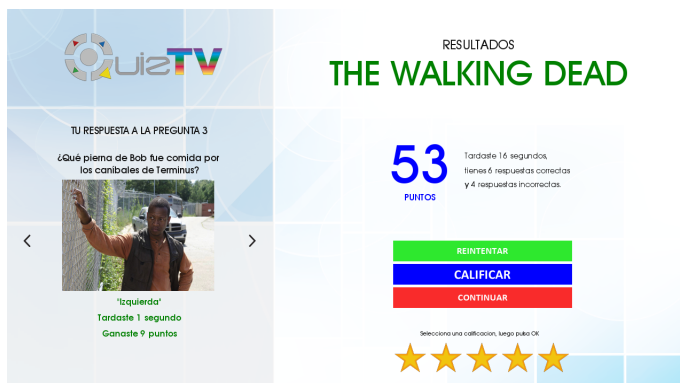 QuizTV
TU RESPUESTA A LA PREGUNTA 3
¿Qué pierna de Bob fue comida por
los canibales de Terminus?
"Izquierda"
Tardaste 1 segundo
Ganaste 9 puntos
RESULTADOS
THE WALKING DEAD
53
PUNTOS
Tardaste 16 segundos,
tienes 6 respuestas correctas
y 4 respuestas incorrectas.
REINTENTAR
CALIFICAR
CONTINUAR
Selecciona una calificacion, luego pulsa OK